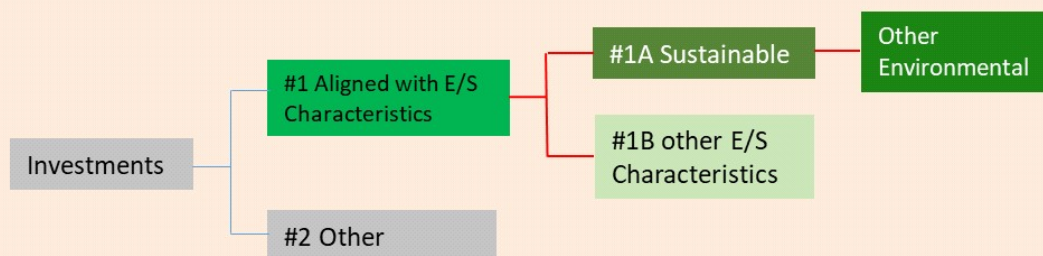 Other
Environmental
#1A Sustainable
#1 Aligned with E/S
Characteristics
#1B other E/S
Characteristics
Investments
#2 Other